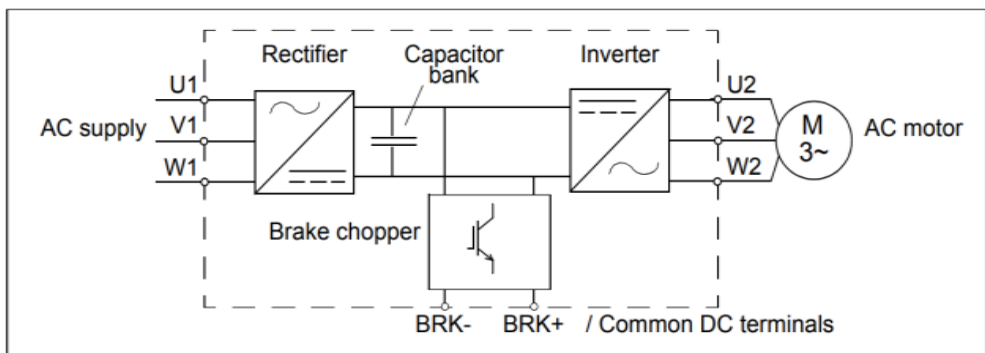 Rectifier
Capacitor
bank
Inverter
U1
U2
AC supply
V1
V2
M
3~
AC motor
W1
W2
Brake chopper
BRK-
BRK+
/ Common DC terminals